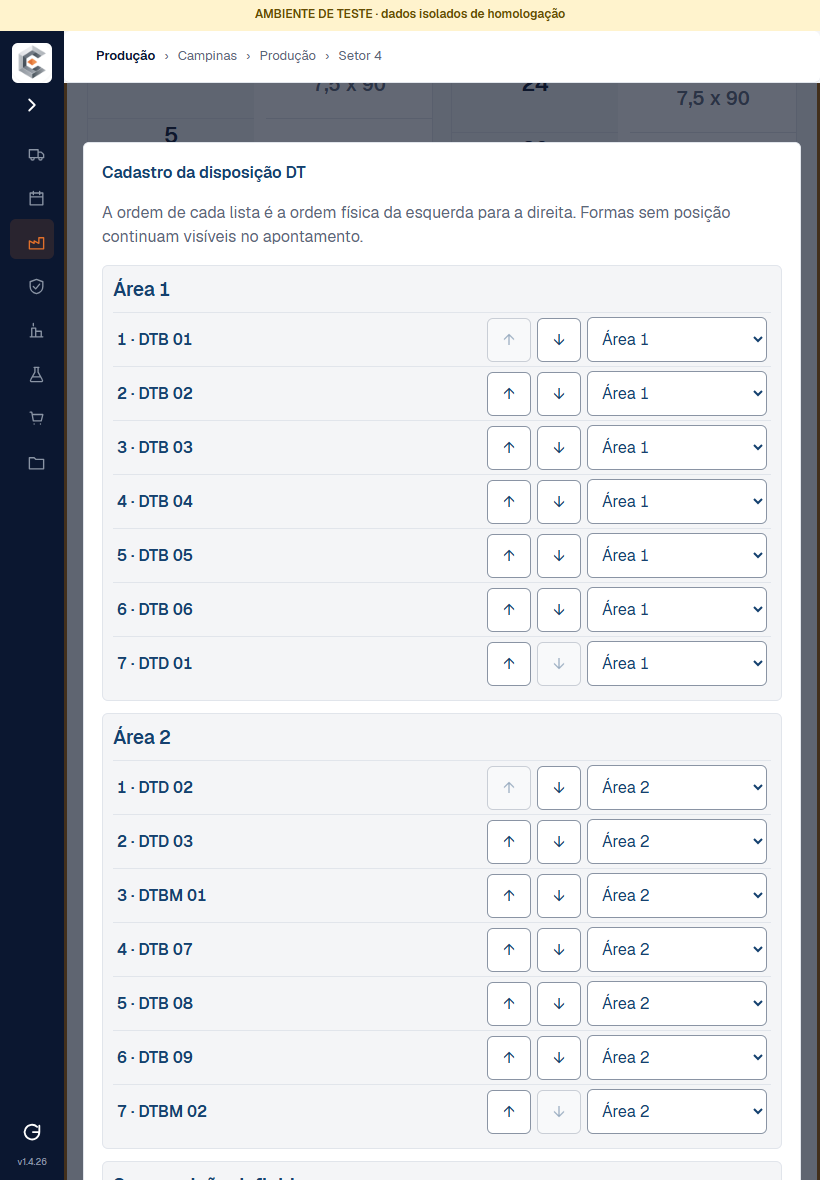 AMBIENTE DE TESTE · dados isolados de homologação
Produção › Campinas › Produção › Setor 4
7,5 x 90
24
7,5 x 90
5
Cadastro da disposição DT
A ordem de cada lista é a ordem física da esquerda para a direita. Formas sem posição
continuam visíveis no apontamento.
Área 1
1 · DTB 01 ↑ ↓ Área 1
2 · DTB 02 ↑ ↓ Área 1
3 · DTB 03 ↑ ↓ Área 1
4 · DTB 04 ↑ ↓ Área 1
5 · DTB 05 ↑ ↓ Área 1
6 · DTB 06 ↑ ↓ Área 1
7 · DTD 01 ↑ ↓ Área 1
Área 2
1 · DTD 02 ↑ ↓ Área 2
2 · DTD 03 ↑ ↓ Área 2
3 · DTBM 01 ↑ ↓ Área 2
4 · DTB 07 ↑ ↓ Área 2
5 · DTB 08 ↑ ↓ Área 2
6 · DTB 09 ↑ ↓ Área 2
7 · DTBM 02 ↑ ↓ Área 2
v1.4.26